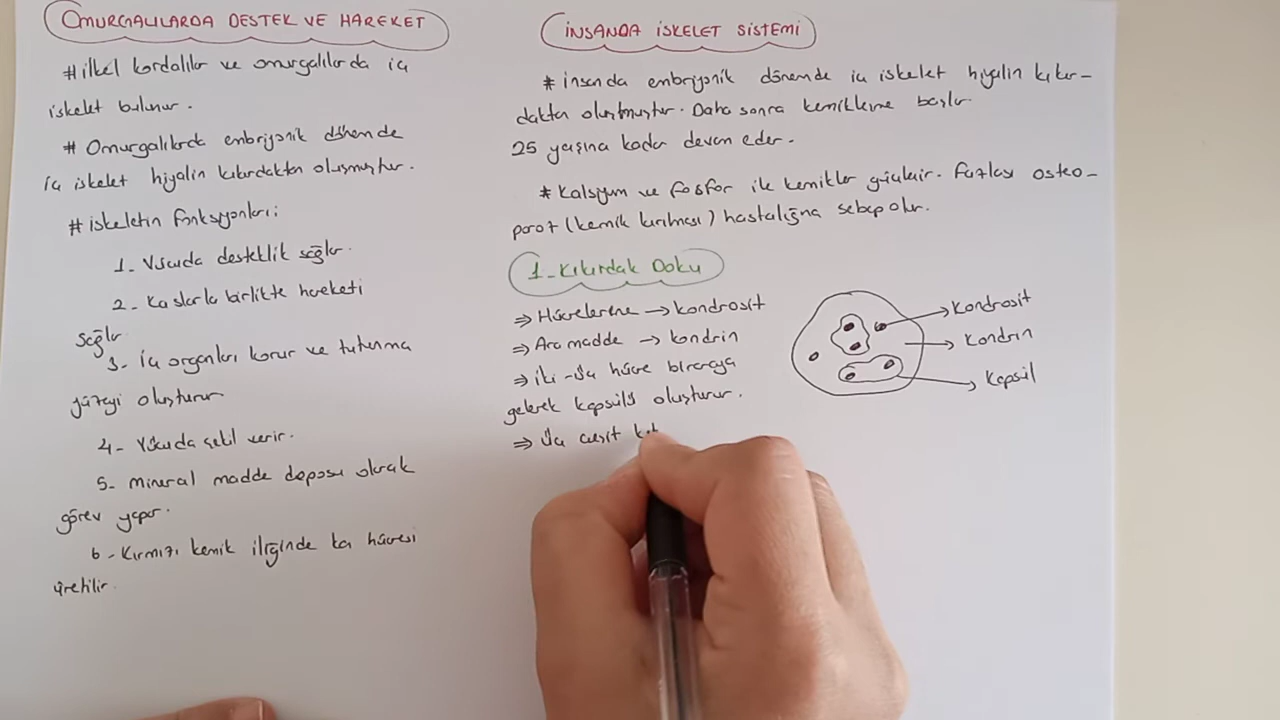 OMURGALILARDA DESTEK VE HAREKET
# ilkel kordalılar ve omurgalılarda iç
iskelet bulunur.
# Omurgalılarda embriyonik dönemde
iç iskelet hiyalin kıkırdaktan oluşmuştur.
# iskeletin fonksiyonları;
1- Vücuda desteklik sağlar.
2- Kaslarla birlikte hareketi
sağlar
3- İç organları korur ve tutunma
yüzeyi oluşturur
4- Vücuda şekil verir.
5- Mineral madde deposu olarak
görev yapar.
6- Kırmızı kemik iliğinde kan hücresi
üretilir.
İNSANDA İSKELET SİSTEMİ
* İnsanda embriyonik dönemde iç iskelet hiyalin kıkır-
daktan oluşmuştur. Daha sonra kemikleşme başlar.
25 yaşına kadar devam eder.
* Kalsiyum ve fosfor ile kemikler güçlenir. Fazlası osteo-
porot (kemik kırılması) hastalığına sebep olur.
1- Kıkırdak Doku
⇒ Hücrelerine → kondrosit
⇒ Ara madde → kondrin
⇒ iki - üç hücre biraraya
gelerek kapsülü oluşturur.
⇒ Üç çeşit kı
Kondrosit
Kondrin
Kapsül